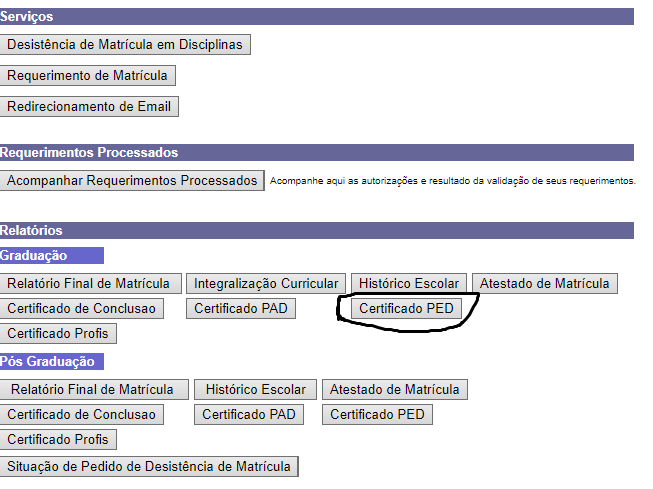 Serviços
Desistência de Matrícula em Disciplinas
Requerimento de Matrícula
Redirecionamento de Email
Requerimentos Processados
Acompanhar Requerimentos Processados Acompanhe aqui as autorizações e resultado da validação de seus requerimentos.
Relatórios
Graduação
Relatório Final de Matrícula Integralização Curricular Histórico Escolar Atestado de Matrícula
Certificado de Conclusao Certificado PAD Certificado PED
Certificado Profis
Pós Graduação
Relatório Final de Matrícula Histórico Escolar Atestado de Matrícula
Certificado de Conclusao Certificado PAD Certificado PED
Certificado Profis
Situação de Pedido de Desistência de Matrícula